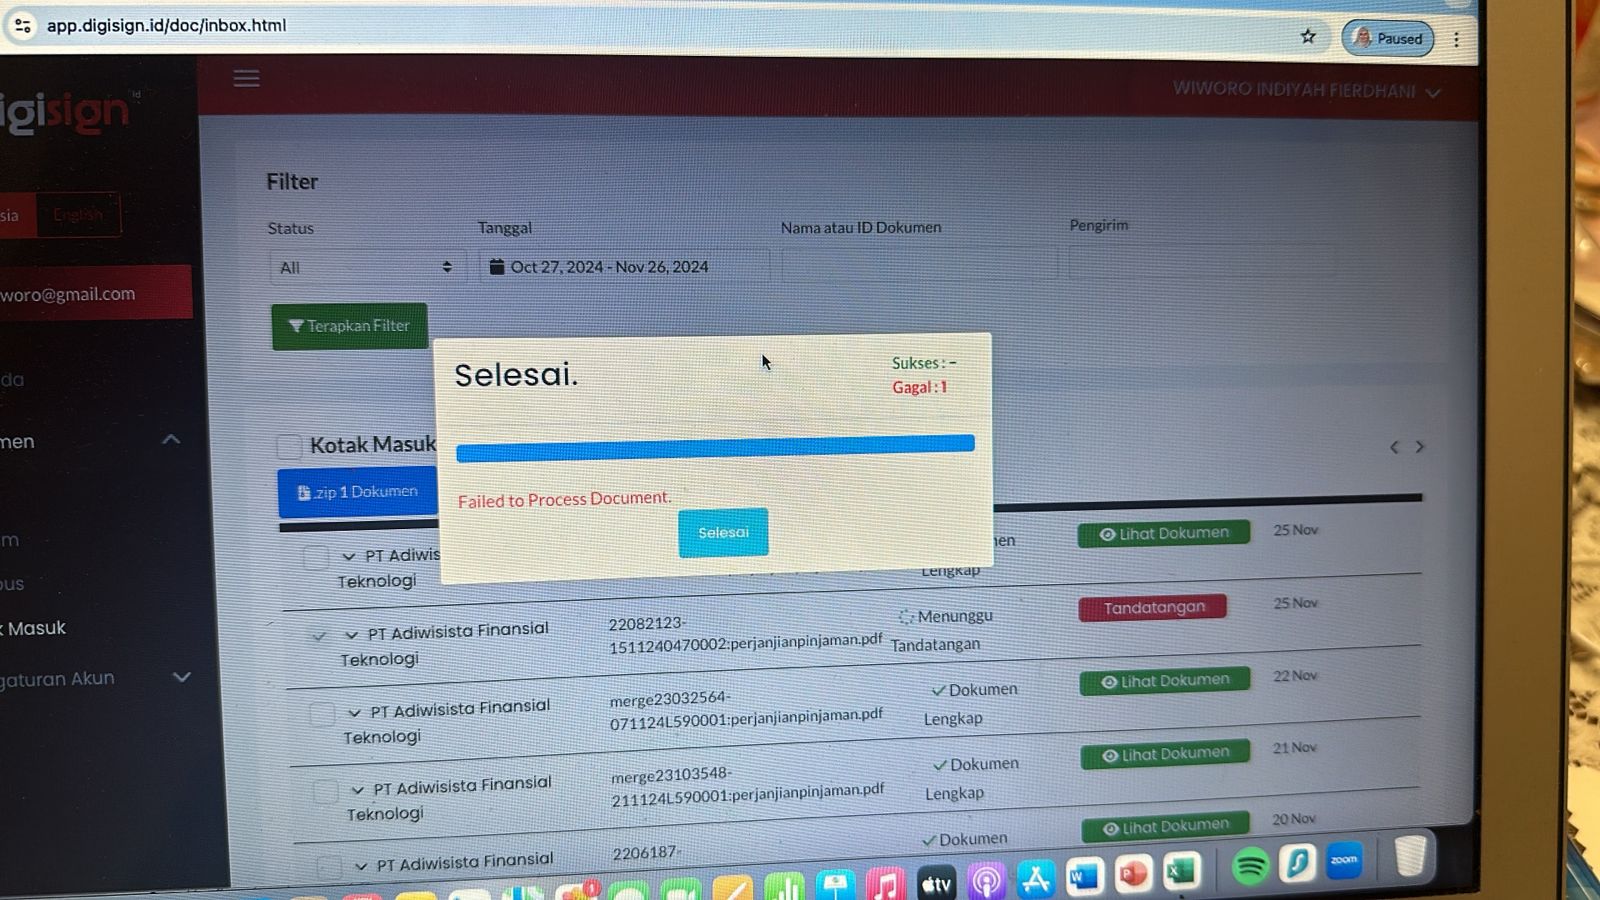 app.digisign.id/doc/inbox.html
Paused
igisign
id
WIWORO INDIYAH FIERDHANI
sia
English
Filter
Status
Tanggal
Nama atau ID Dokumen
Pengirim
All
Oct 27, 2024 - Nov 26, 2024
woro@gmail.com
Terapkan Filter
da
Selesai.
Sukses : -
Gagal : 1
men
Kotak Masuk
.zip 1 Dokumen
Failed to Process Document.
Selesai
m
PT Adiwis
Teknologi
en
Lengkap
Lihat Dokumen
25 Nov
pus
k Masuk
PT Adiwisista Finansial
Teknologi
22082123-
1511240470002:perjanjianpinjaman.pdf
Menunggu
Tandatangan
Tandatangan
25 Nov
gaturan Akun
PT Adiwisista Finansial
Teknologi
merge23032564-
071124L590001:perjanjianpinjaman.pdf
Dokumen
Lengkap
Lihat Dokumen
22 Nov
PT Adiwisista Finansial
Teknologi
merge23103548-
211124L590001:perjanjianpinjaman.pdf
Dokumen
Lengkap
Lihat Dokumen
21 Nov
PT Adiwisista Finansial
2206187-
Dokumen
Lihat Dokumen
20 Nov
1
tv
W
P
X
zoom